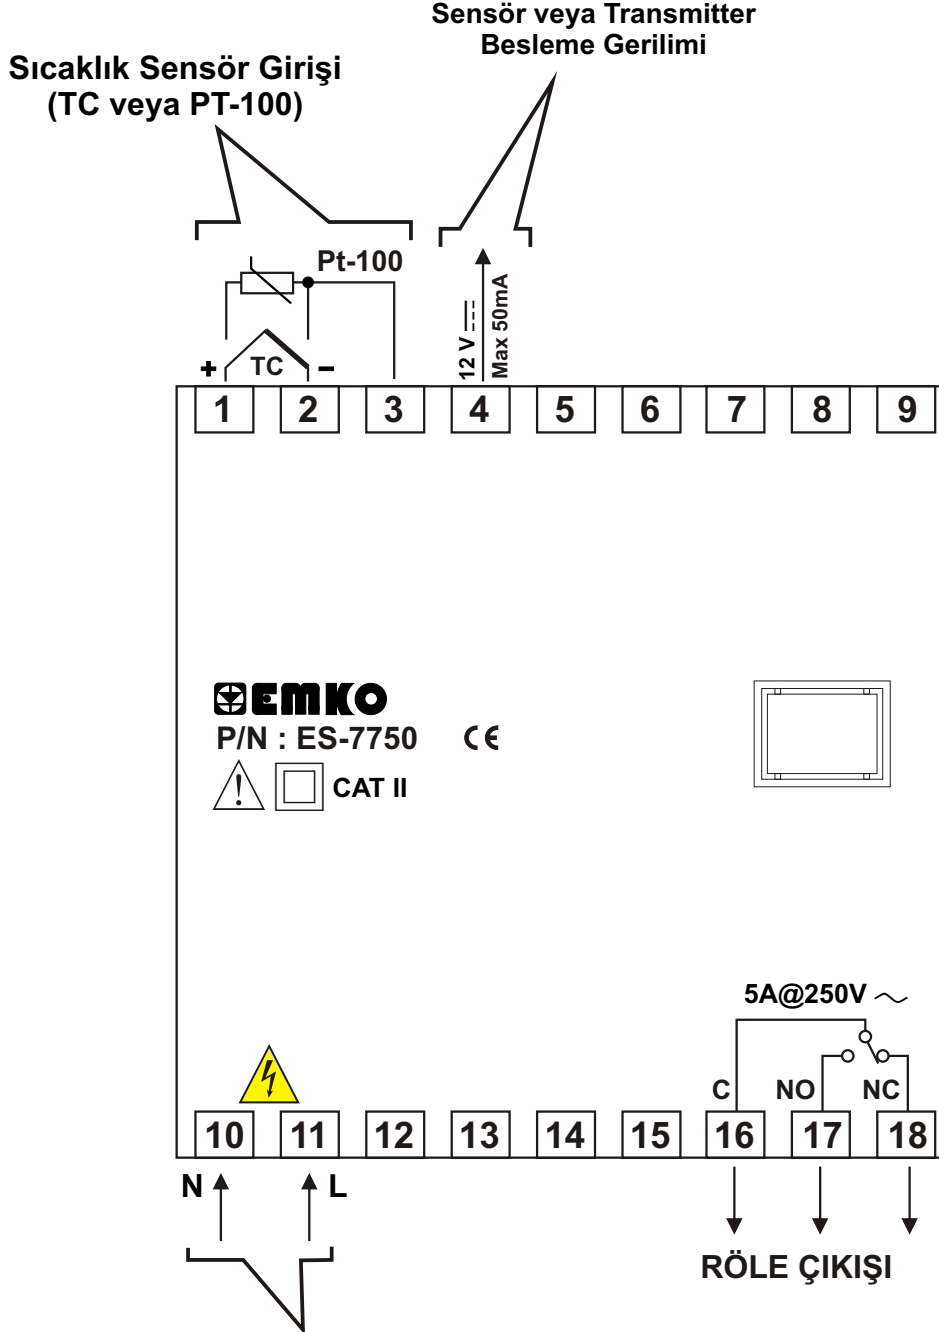 Sensör veya Transmitter
Besleme Gerilimi
Sıcaklık Sensör Girişi
(TC veya PT-100)
Pt-100
12 V
Max 50mA
+ TC −
1 2 3 4 5 6 7 8 9
EMKO
P/N : ES-7750 CE
CAT II
5A@250V ~
C NO NC
10 11 12 13 14 15 16 17 18
N L
RÖLE ÇIKIŞI